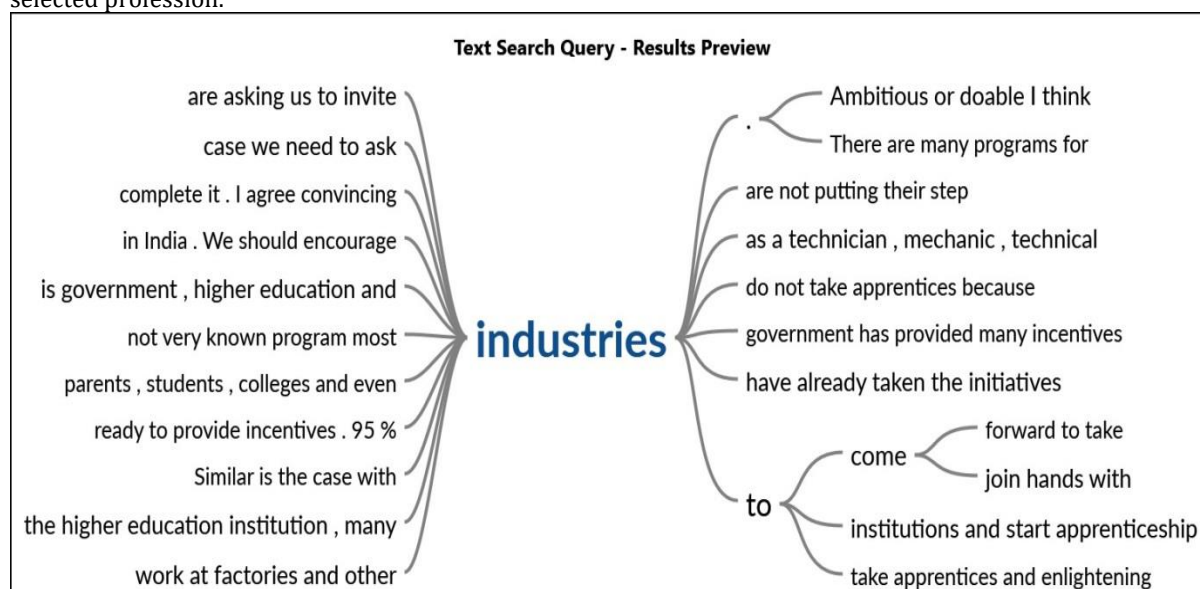 selected profession.
Text Search Query - Results Preview
are asking us to invite
case we need to ask
complete it . I agree convincing
in India . We should encourage
is government , higher education and
not very known program most
parents , students , colleges and even
ready to provide incentives . 95 %
Similar is the case with
the higher education institution , many
work at factories and other
industries
.
Ambitious or doable I think
There are many programs for
are not putting their step
as a technician , mechanic , technical
do not take apprentices because
government has provided many incentives
have already taken the initiatives
to
come
forward to take
join hands with
institutions and start apprenticeship
take apprentices and enlightening